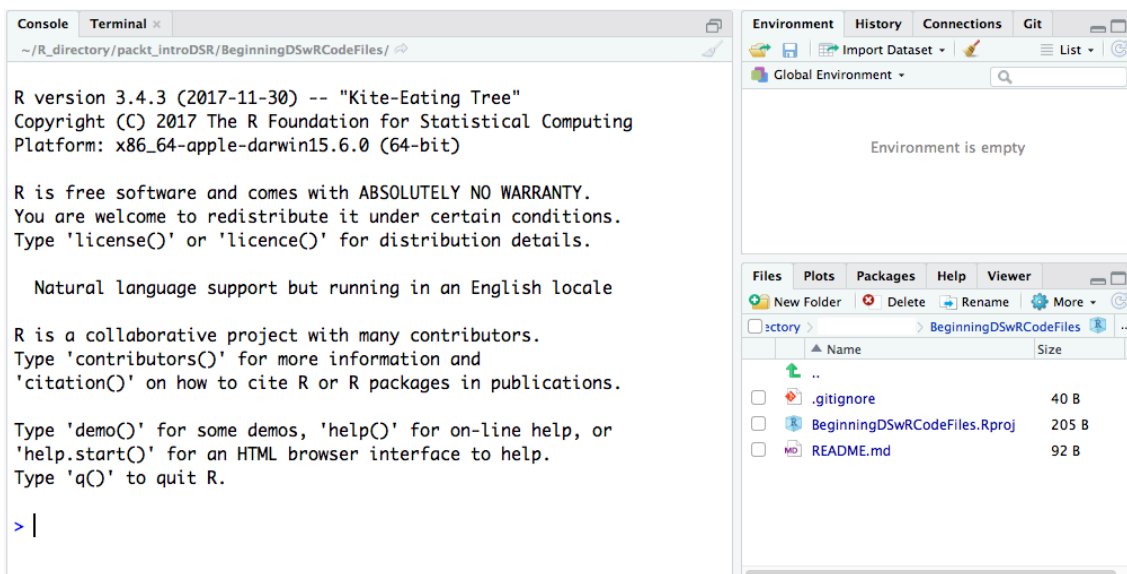 Console Terminal ×
~/R_directory/packt_introDSR/BeginningDSwRCodeFiles/
R version 3.4.3 (2017-11-30) -- "Kite-Eating Tree"
Copyright (C) 2017 The R Foundation for Statistical Computing
Platform: x86_64-apple-darwin15.6.0 (64-bit)
R is free software and comes with ABSOLUTELY NO WARRANTY.
You are welcome to redistribute it under certain conditions.
Type 'license()' or 'licence()' for distribution details.
Natural language support but running in an English locale
R is a collaborative project with many contributors.
Type 'contributors()' for more information and
'citation()' on how to cite R or R packages in publications.
Type 'demo()' for some demos, 'help()' for on-line help, or
'help.start()' for an HTML browser interface to help.
Type 'q()' to quit R.
>
Environment History Connections Git
Import Dataset List
Global Environment
Environment is empty
Files Plots Packages Help Viewer
New Folder Delete Rename More
ectory > > BeginningDSwRCodeFiles R ..
Name Size
..
.gitignore 40 B
R BeginningDSwRCodeFiles.Rproj 205 B
MD README.md 92 B